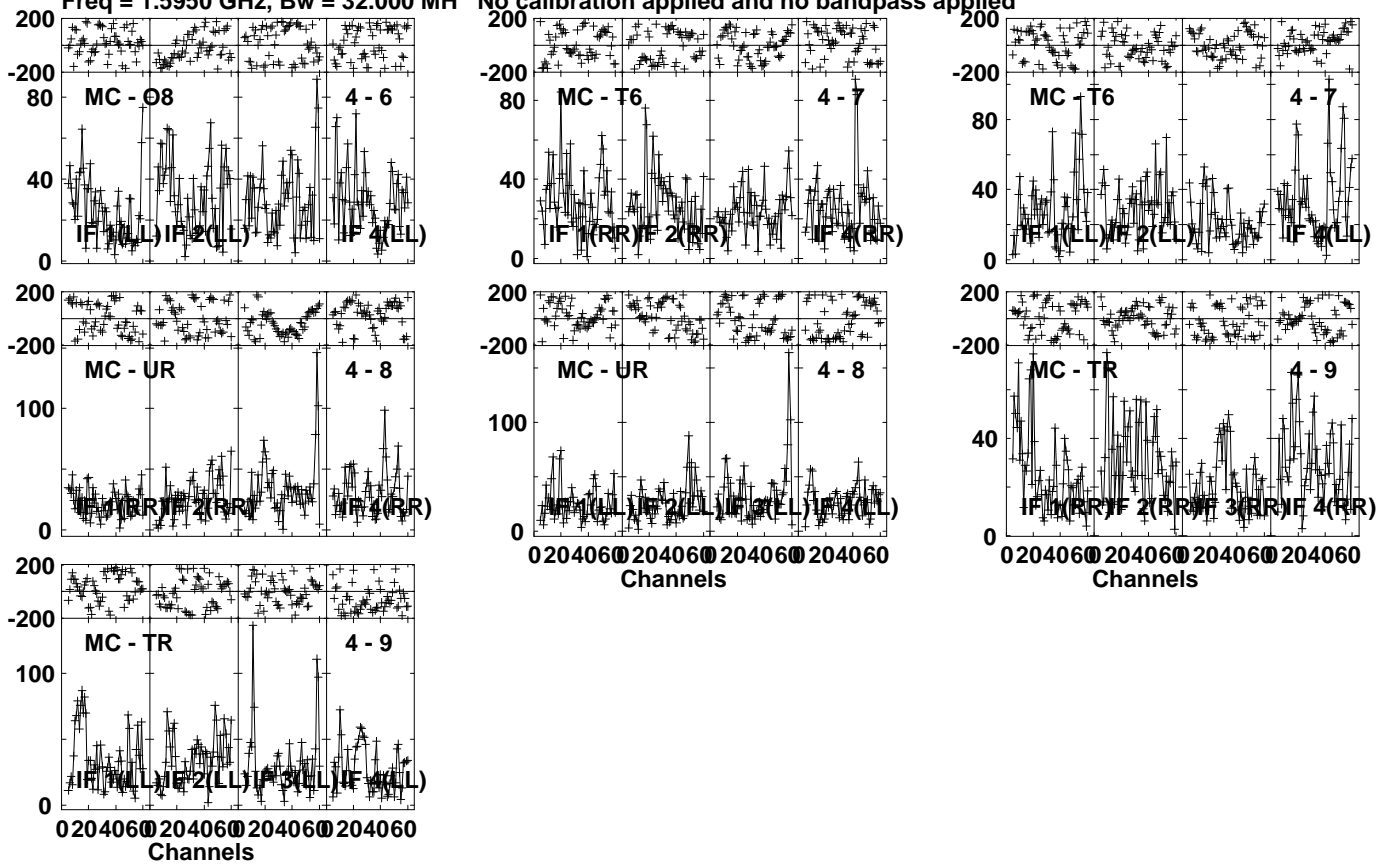 Freq = 1.5950 GHz, Bw = 32.000 MH No calibration applied and no bandpass applied
200
-200
MC - O8 4 - 6
80
40
0
IF 1(LL) IF 2(LL) IF 4(LL)
200
-200
MC - T6 4 - 7
80
40
0
IF 1(RR) IF 2(RR) IF 4(RR)
200
-200
MC - T6 4 - 7
80
40
0
IF 1(LL) IF 2(LL) IF 4(LL)
200
-200
MC - UR 4 - 8
100
0
IF 1(RR) IF 2(RR) IF 4(RR)
200
-200
MC - UR 4 - 8
100
0
IF 1(LL) IF 2(LL) IF 3(LL) IF 4(LL)
0 20 40 60 0 20 40 60 0 20 40 60 0 20 40 60
Channels
200
-200
MC - TR 4 - 9
40
0
IF 1(RR) IF 2(RR) IF 3(RR) IF 4(RR)
0 20 40 60 0 20 40 60 0 20 40 60 0 20 40 60
Channels
200
-200
MC - TR 4 - 9
100
0
IF 1(LL) IF 2(LL) IF 3(LL) IF 4(LL)
0 20 40 60 0 20 40 60 0 20 40 60 0 20 40 60
Channels